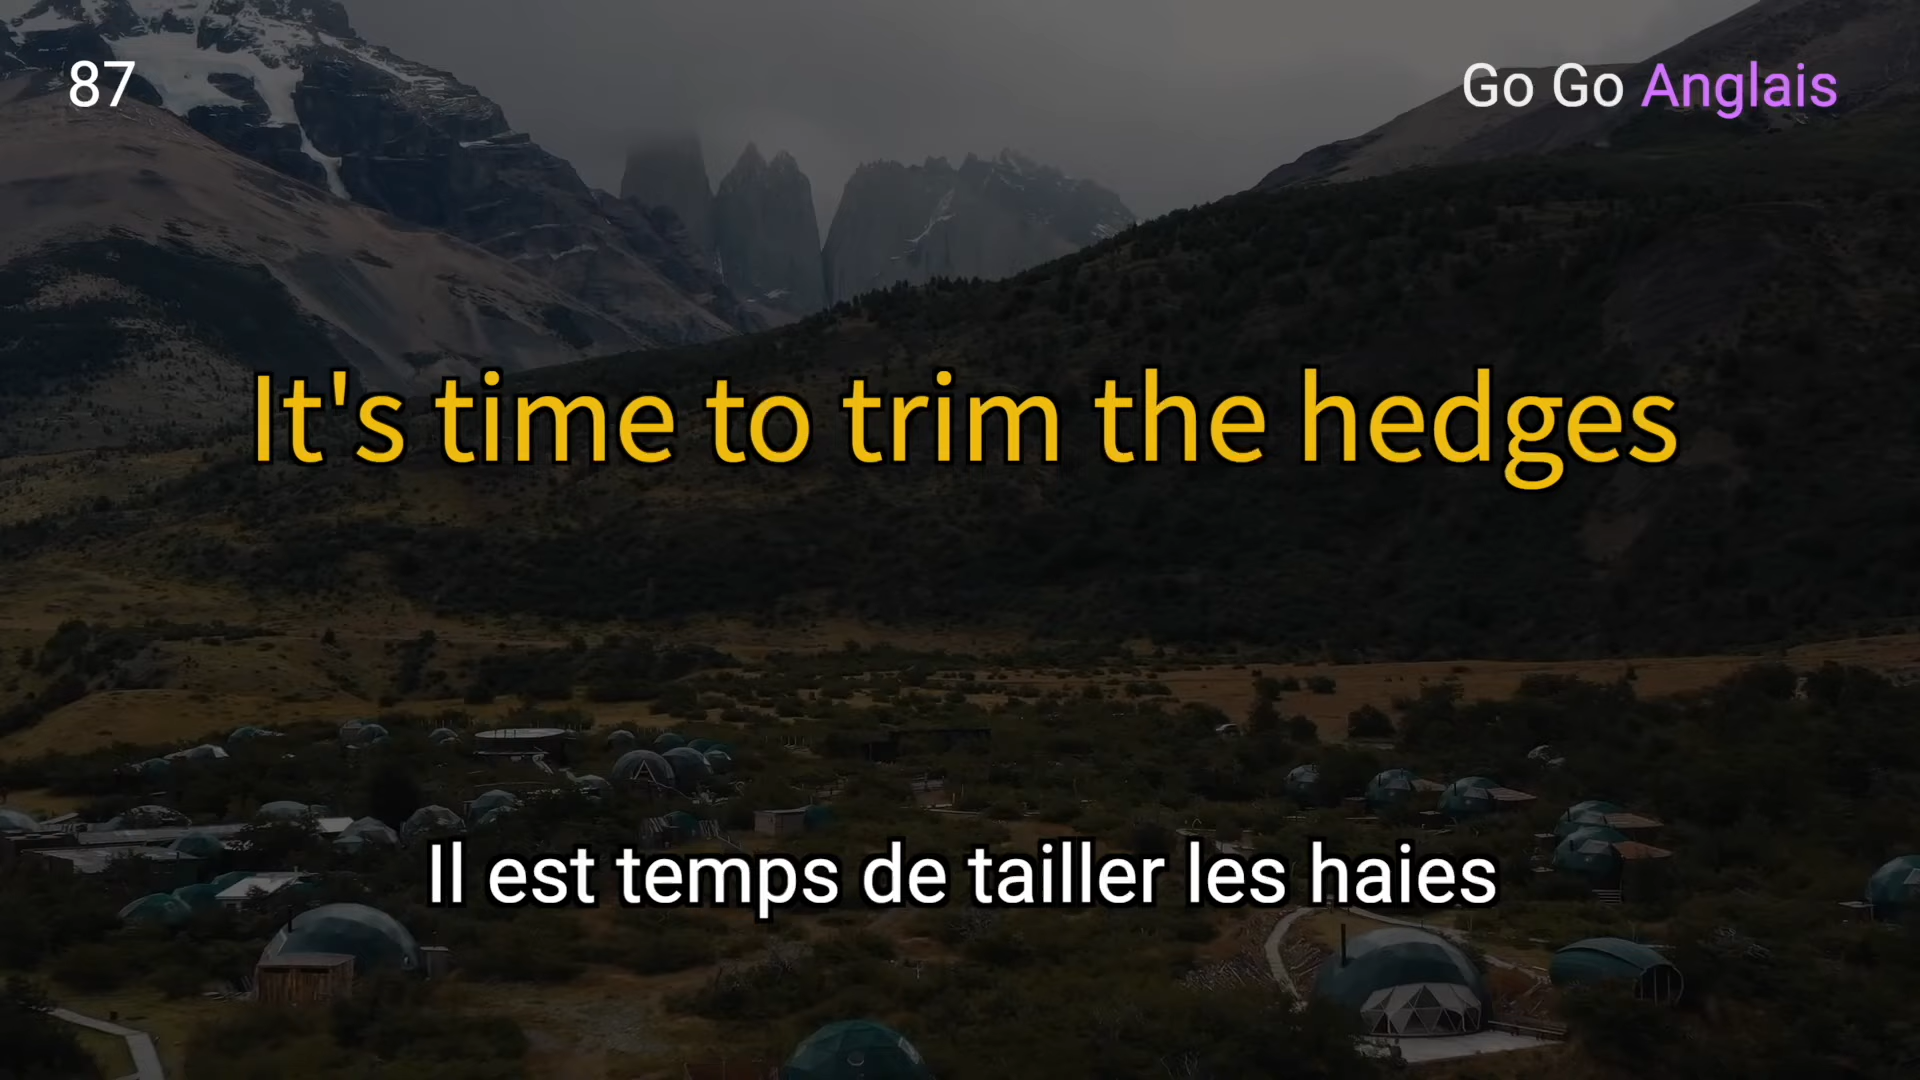 87
Go Go Anglais
It's time to trim the hedges
Il est temps de tailler les haies